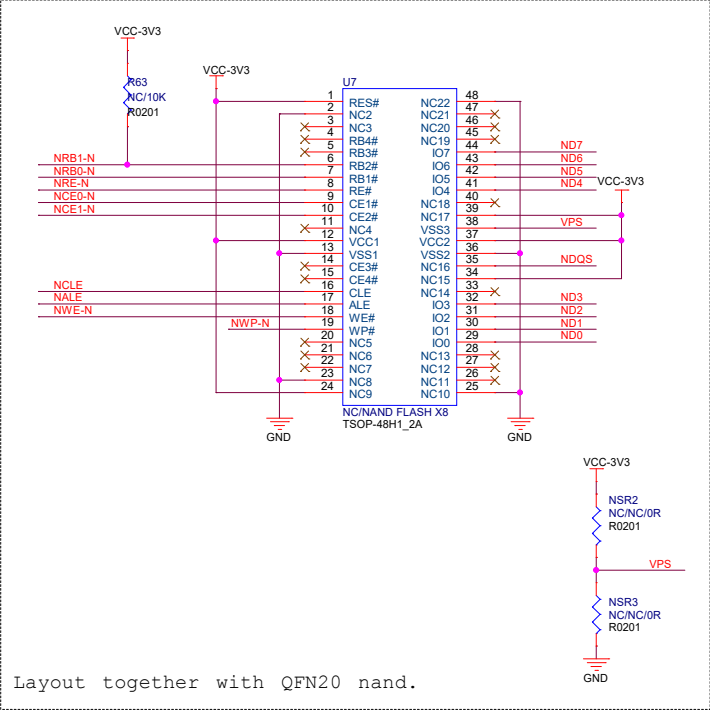 VCC-3V3
R63
NC/10K
R0201
VCC-3V3
U7
1 RES# NC22 48
2 NC2 NC21 47
3 NC3 NC20 46
4 RB4# NC19 45
5 RB3# IO7 44 ND7
NRB1-N 6 RB2# IO6 43 ND6
NRB0-N 7 RB1# IO5 42 ND5
NRE-N 8 RE# IO4 41 ND4
VCC-3V3
NCE0-N 9 CE1# NC18 40
NCE1-N 10 CE2# NC17 39
11 NC4 VSS3 38 VPS
12 VCC1 VCC2 37
13 VSS1 VSS2 36
14 CE3# NC16 35 NDQS
15 CE4# NC15 34
NCLE 16 CLE NC14 33
NALE 17 ALE IO3 32 ND3
NWE-N 18 WE# IO2 31 ND2
NWP-N 19 WP# IO1 30 ND1
20 NC5 IO0 29 ND0
21 NC6 NC13 28
22 NC7 NC12 27
23 NC8 NC11 26
24 NC9 NC10 25
NC/NAND FLASH X8
TSOP-48H1_2A
GND
GND
VCC-3V3
NSR2
NC/NC/0R
R0201
VPS
NSR3
NC/NC/0R
R0201
GND
Layout together with QFN20 nand.